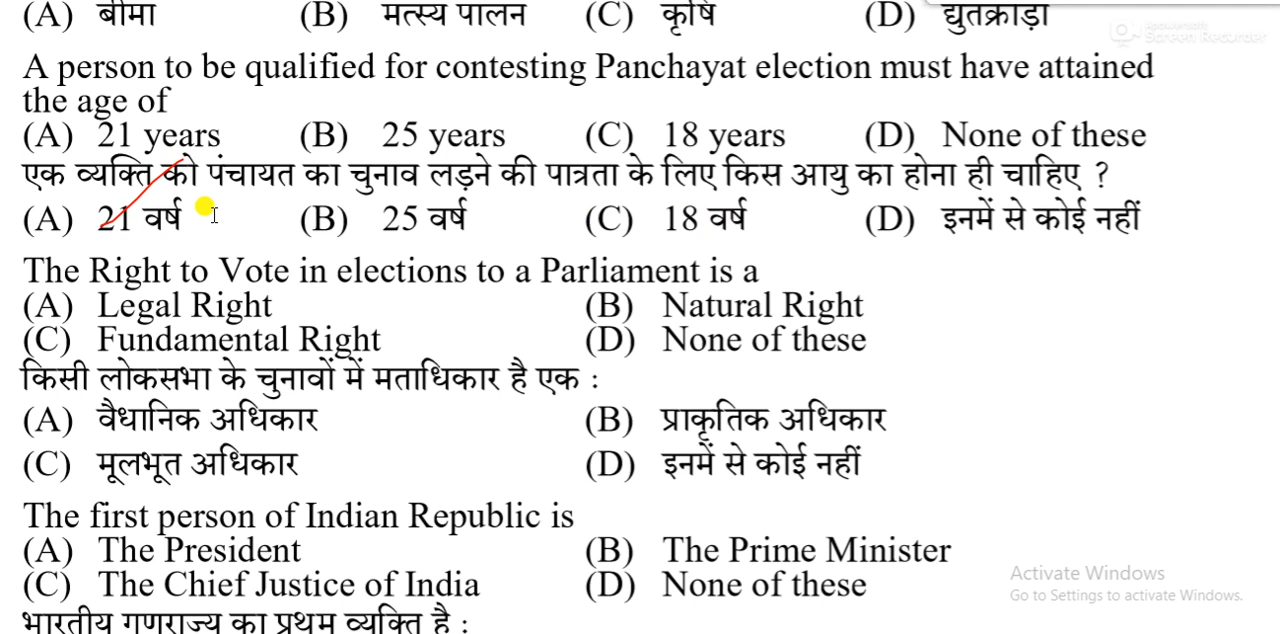 (A) बीमा (B) मत्स्य पालन (C) कृषि (D) द्युतक्रीड़ा
Apowersoft
Screen Recorder
A person to be qualified for contesting Panchayat election must have attained
the age of
(A) 21 years (B) 25 years (C) 18 years (D) None of these
एक व्यक्ति को पंचायत का चुनाव लड़ने की पात्रता के लिए किस आयु का होना ही चाहिए ?
(A) 21 वर्ष (B) 25 वर्ष (C) 18 वर्ष (D) इनमें से कोई नहीं
The Right to Vote in elections to a Parliament is a
(A) Legal Right (B) Natural Right
(C) Fundamental Right (D) None of these
किसी लोकसभा के चुनावों में मताधिकार है एक :
(A) वैधानिक अधिकार (B) प्राकृतिक अधिकार
(C) मूलभूत अधिकार (D) इनमें से कोई नहीं
The first person of Indian Republic is
(A) The President (B) The Prime Minister
(C) The Chief Justice of India (D) None of these
Activate Windows
Go to Settings to activate Windows.
भारतीय गणराज्य का प्रथम व्यक्ति है :